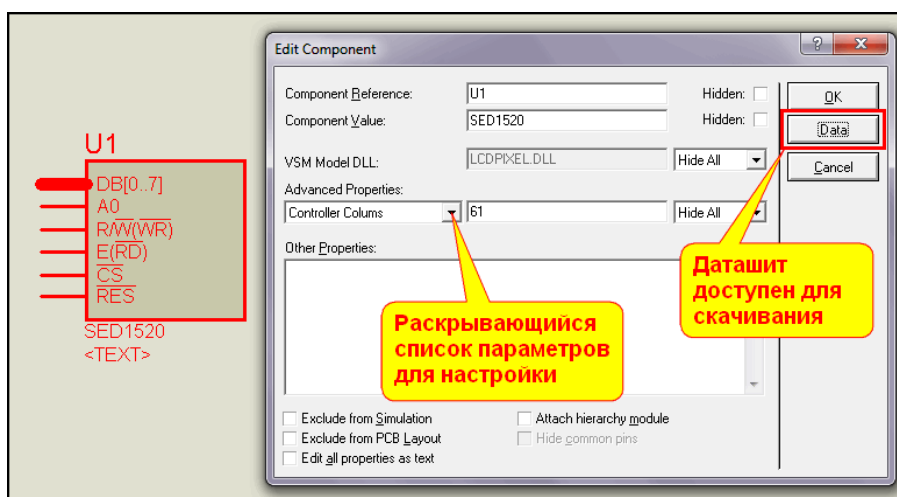 U1
DB[0..7]
A0
R/W(WR)
E(RD)
CS
RES
SED1520
<TEXT>
Edit Component
Component Reference: U1 Hidden:
Component Value: SED1520 Hidden:
VSM Model DLL: LCDPIXEL.DLL Hide All
Advanced Properties:
Controller Colums 61 Hide All
Other Properties:
Exclude from Simulation Attach hierarchy module
Exclude from PCB Layout Hide common pins
Edit all properties as text
OK
Data
Cancel
Раскрывающийся
список параметров
для настройки
Даташит
доступен для
скачивания